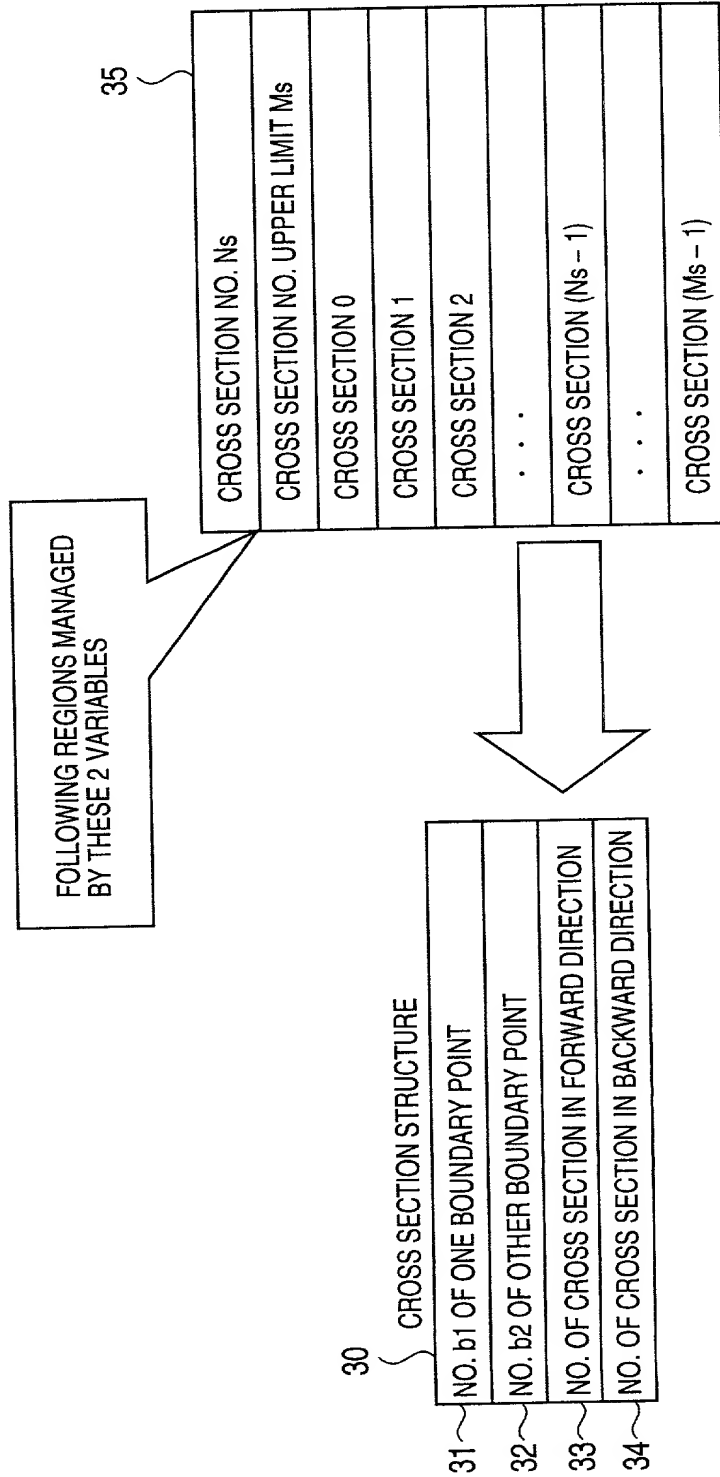 FOLLOWING REGIONS MANAGED
BY THESE 2 VARIABLES
35
CROSS SECTION NO. Ns
CROSS SECTION NO. UPPER LIMIT Ms
CROSS SECTION 0
CROSS SECTION 1
CROSS SECTION 2
. . .
CROSS SECTION (Ns – 1)
. . .
CROSS SECTION (Ms – 1)
30
CROSS SECTION STRUCTURE
31 NO. b1 OF ONE BOUNDARY POINT
32 NO. b2 OF OTHER BOUNDARY POINT
33 NO. OF CROSS SECTION IN FORWARD DIRECTION
34 NO. OF CROSS SECTION IN BACKWARD DIRECTION